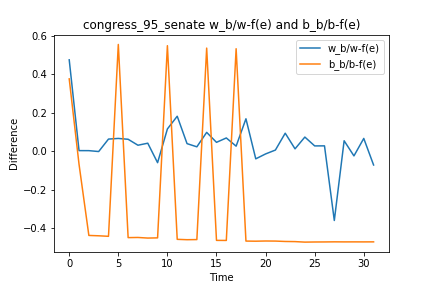 congress_95_senate w_b/w-f(e) and b_b/b-f(e)
0.6
0.4
0.2
0.0
−0.2
−0.4
Difference
w_b/w-f(e)
b_b/b-f(e)
0 5 10 15 20 25 30
Time